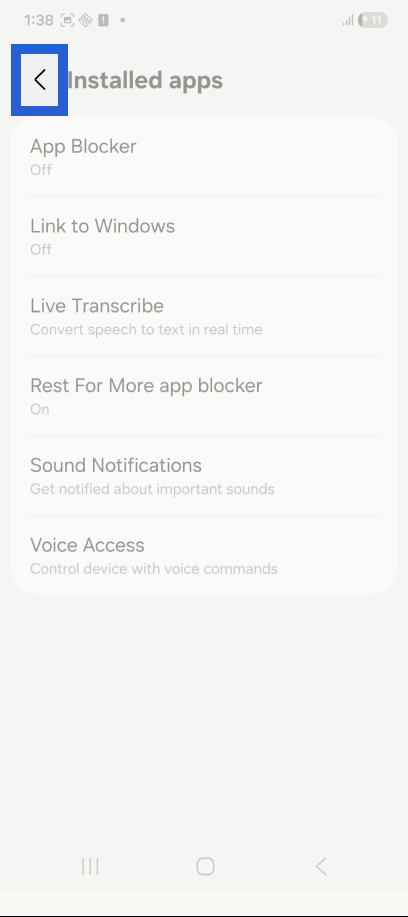 1:38
11
Installed apps
App Blocker
Off
Link to Windows
Off
Live Transcribe
Convert speech to text in real time
Rest For More app blocker
On
Sound Notifications
Get notified about important sounds
Voice Access
Control device with voice commands